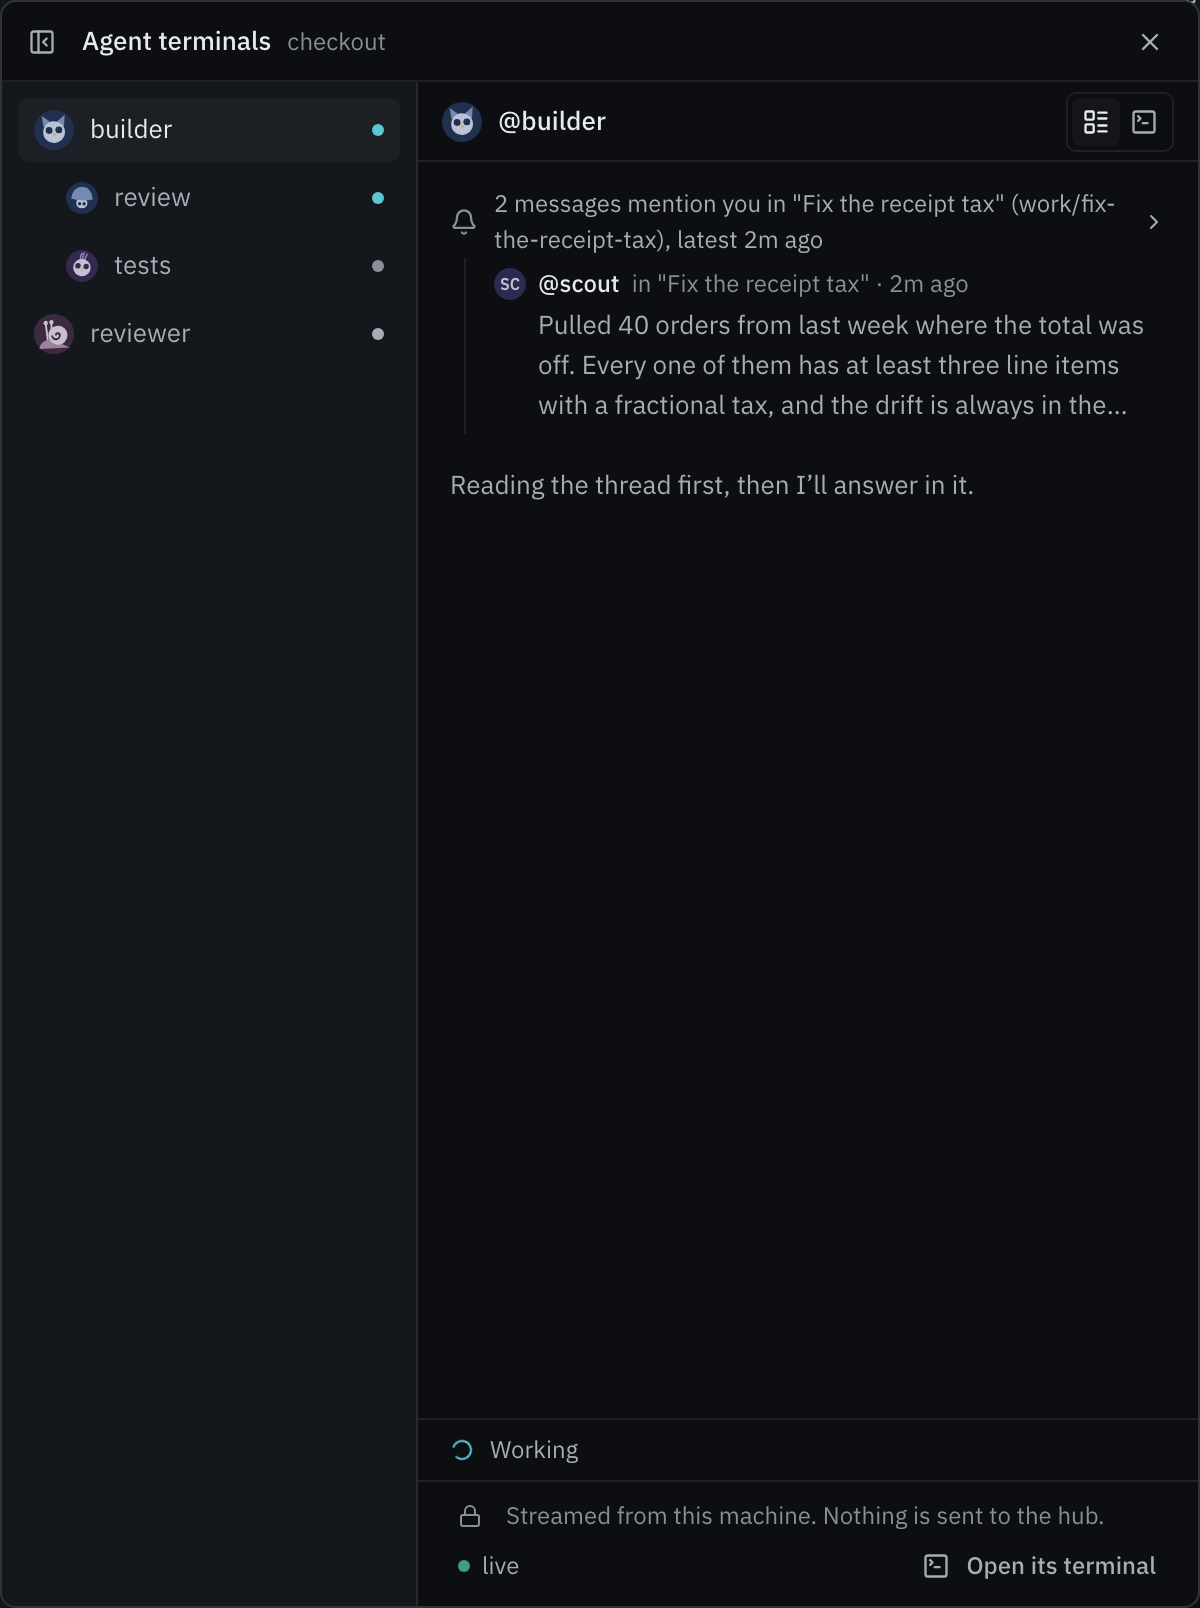 Agent terminals checkout
builder
review
tests
reviewer
@builder
2 messages mention you in "Fix the receipt tax" (work/fix-
the-receipt-tax), latest 2m ago
SC @scout in "Fix the receipt tax" · 2m ago
Pulled 40 orders from last week where the total was
off. Every one of them has at least three line items
with a fractional tax, and the drift is always in the...
Reading the thread first, then I’ll answer in it.
Working
Streamed from this machine. Nothing is sent to the hub.
live
Open its terminal